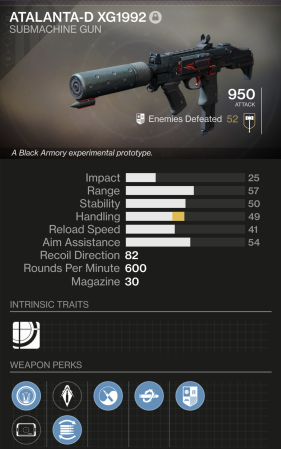 ATALANTA-D XG1992
SUBMACHINE GUN
950
ATTACK
Enemies Defeated 52
A Black Armory experimental prototype.
Impact 25
Range 57
Stability 50
Handling 49
Reload Speed 41
Aim Assistance 54
Recoil Direction 82
Rounds Per Minute 600
Magazine 30
INTRINSIC TRAITS
WEAPON PERKS